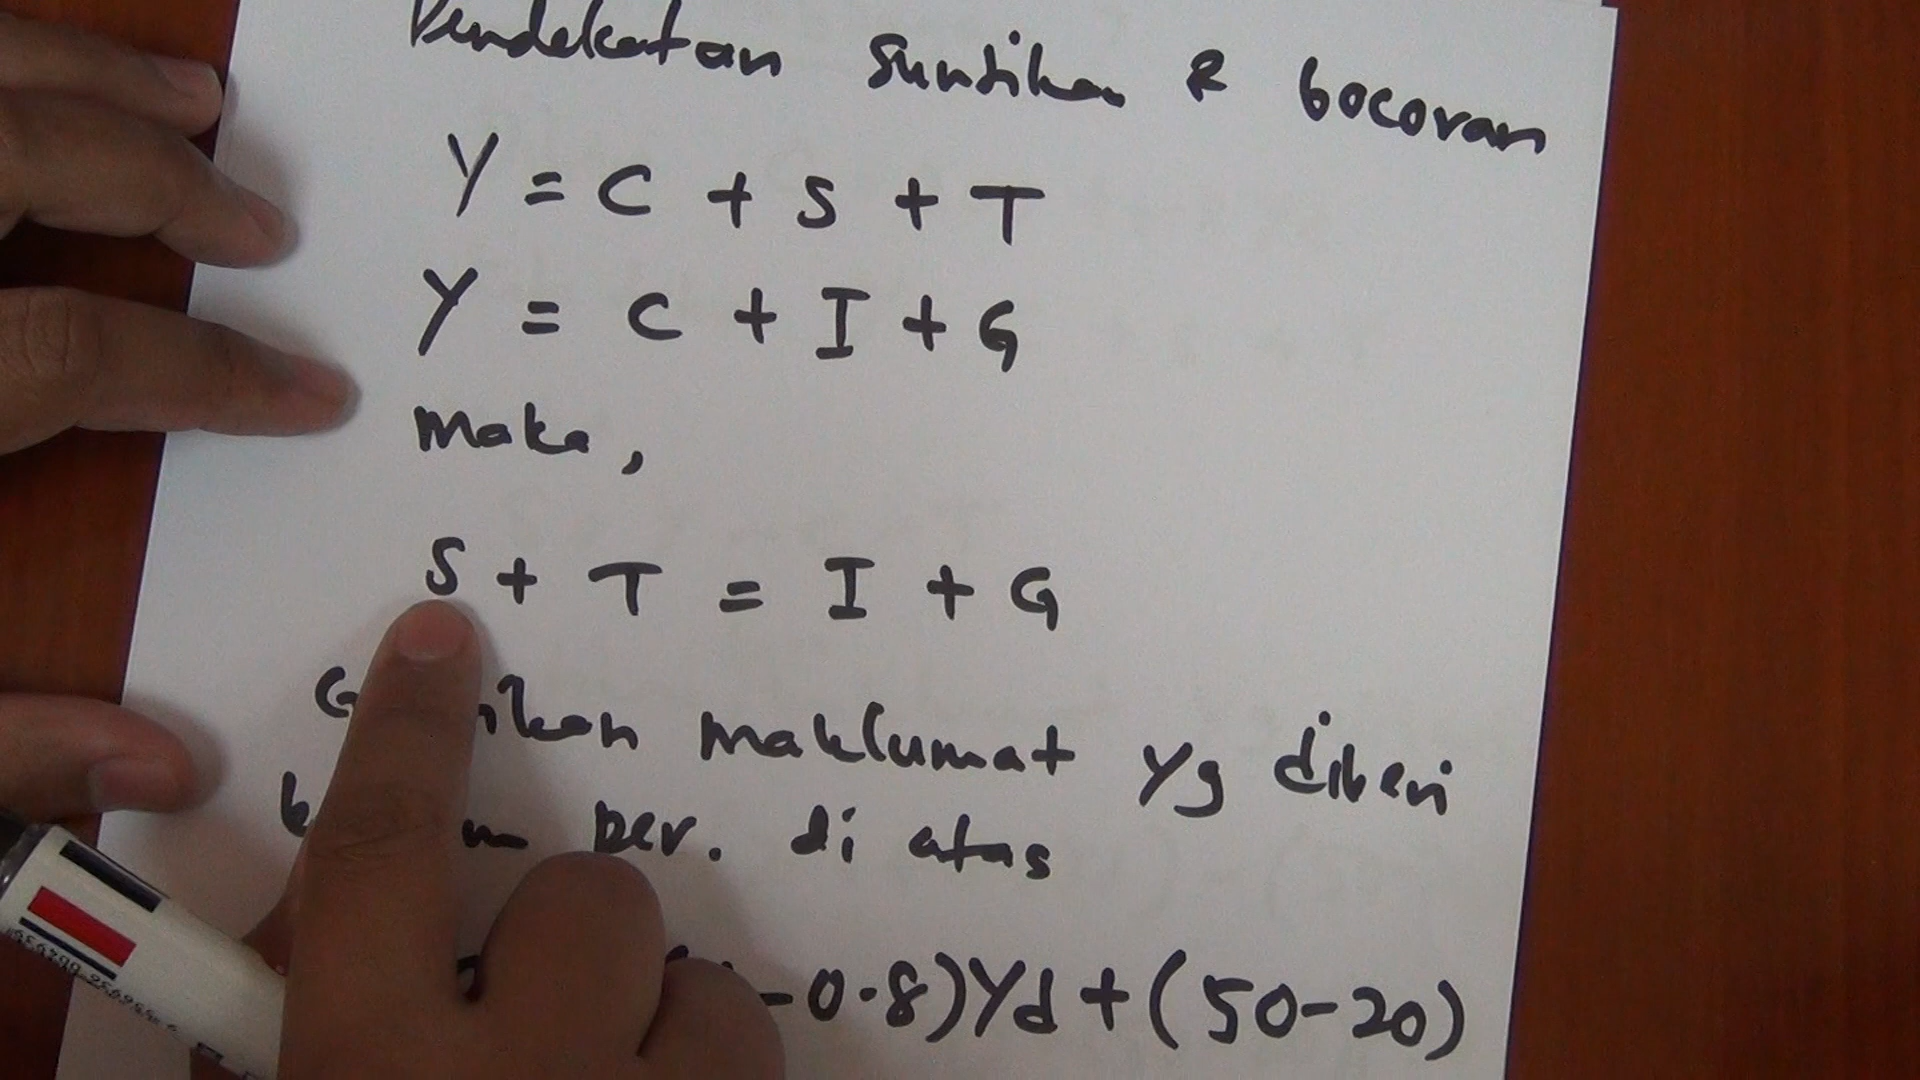 Pendekatan Suntikan & bocoran
Y = C + S + T
Y = C + I + G
maka,
S + T = I + G
maklumat yg diberi
per. di atas
-0.8)Yd+(50-20)